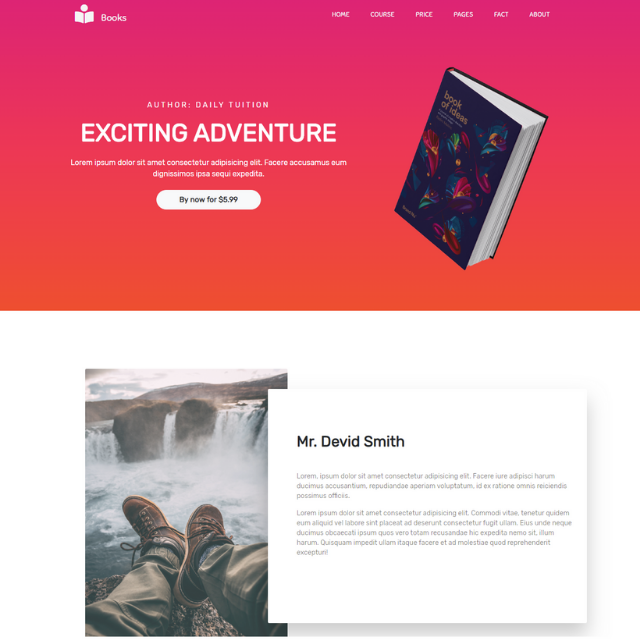 Books
HOME COURSE PRICE PAGES FACT ABOUT
AUTHOR: DAILY TUITION
EXCITING ADVENTURE
Lorem ipsum dolor sit amet consectetur adipisicing elit. Facere accusamus eum
dignissimos ipsa sequi expedita.
By now for $5.99
book
of ideas
Mr. Devid Smith
Lorem, ipsum dolor sit amet consectetur adipisicing elit. Facere iure adipisci harum
ducimus accusantium, repudiandae aperiam voluptatum, id ex ratione omnis reiciendis
possimus officiis.
Lorem ipsum dolor sit amet consectetur adipisicing elit. Commodi vitae, tenetur quidem
eum aliquid vel labore sint placeat ad deserunt consectetur fugit ullam. Eius unde neque
ducimus obcaecati ipsum quos vero totam recusandae hic expedita nemo sit, illum
harum. Quisquam impedit ullam itaque facere et ad molestiae quod reprehenderit
excepturi!